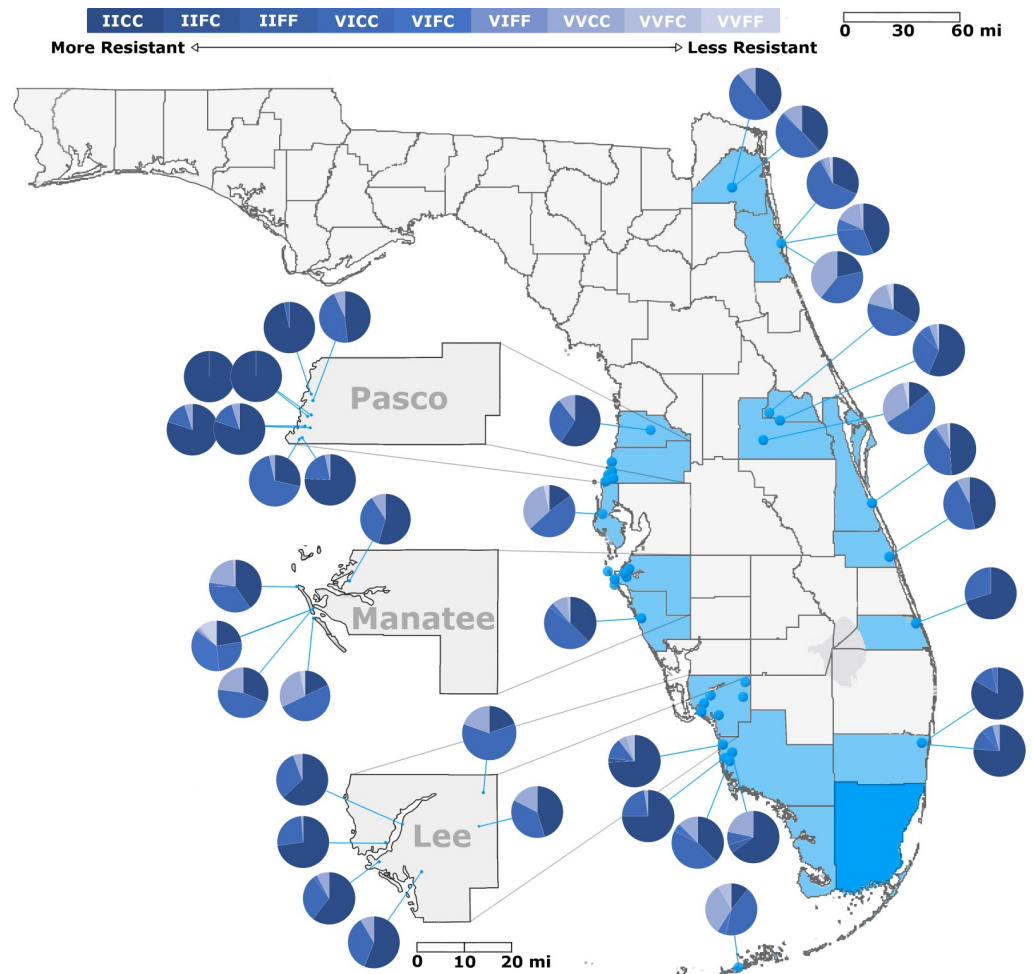 IICC IIFC IIFF VICC VIFC VIFF VVCC VVFC VVFF
More Resistant Less Resistant
0 30 60 mi
Pasco
Manatee
Lee
0 10 20 mi